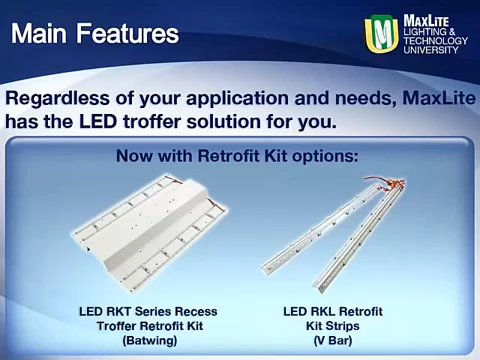 Main Features
MAXLITE
LIGHTING &
TECHNOLOGY
UNIVERSITY
Regardless of your application and needs, MaxLite
has the LED troffer solution for you.
Now with Retrofit Kit options:
LED RKT Series Recess
Troffer Retrofit Kit
(Batwing)
LED RKL Retrofit
Kit Strips
(V Bar)